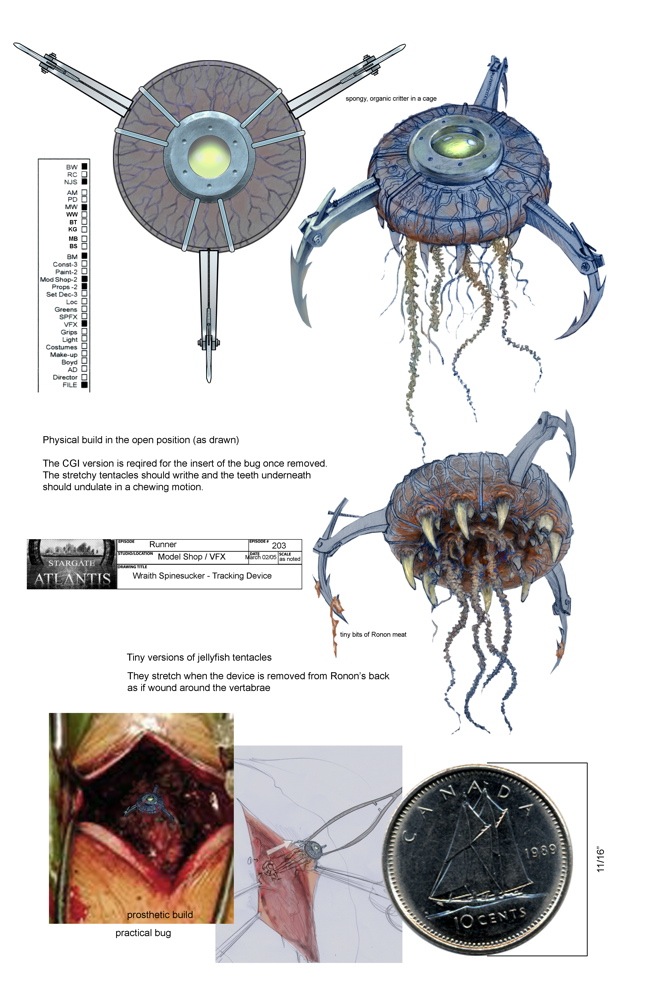 spongy, organic critter in a cage
BW
RC
NJS
AM
PD
MW
WW
BT
KG
MB
BS
BM
Const-3
Paint-2
Mod Shop-2
Props -2
Set Dec-3
Loc
Greens
SPFX
VFX
Grips
Light
Costumes
Make-up
Boyd
AD
Director
FILE
Physical build in the open position (as drawn)
The CGI version is reqired for the insert of the bug once removed.
The stretchy tentacles should writhe and the teeth underneath
should undulate in a chewing motion.
STARGATE
ATLANTIS
EPISODE
Runner
EPISODE #
203
STUDIO/LOCATION
Model Shop / VFX
DATE
March 02/05
SCALE
as noted
DRAWING TITLE
Wraith Spinesucker - Tracking Device
tiny bits of Ronon meat
Tiny versions of jellyfish tentacles
They stretch when the device is removed from Ronon's back
as if wound around the vertabrae
prosthetic build
practical bug
CANADA
1989
10 CENTS
11/16"